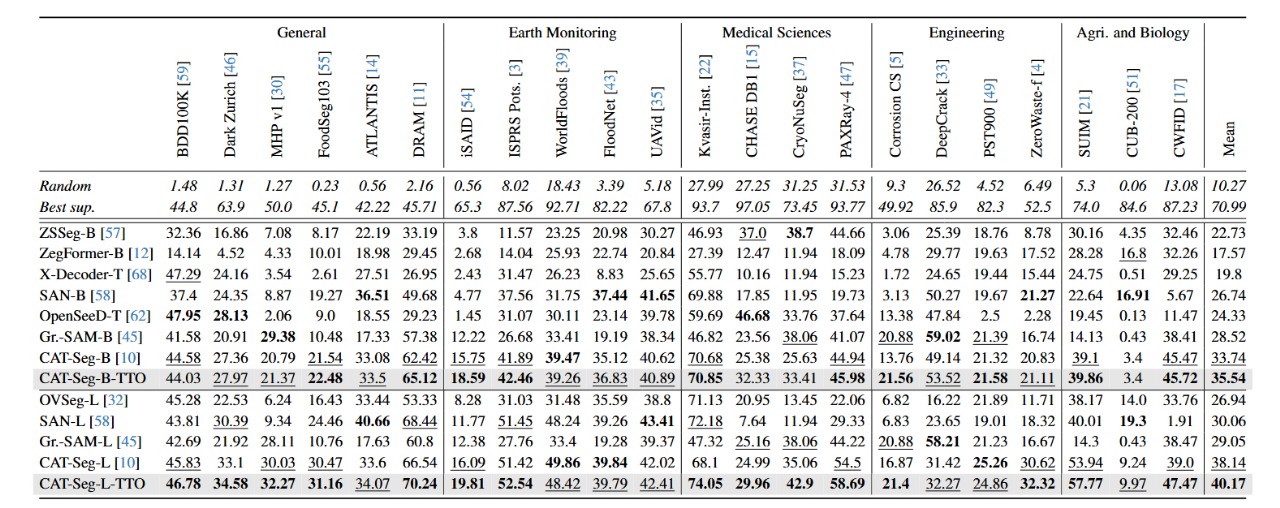 General Earth Monitoring Medical Sciences Engineering Agri. and Biology
BDD100K [59] Dark Zurich [46] MHP v1 [30] FoodSeg103 [55] ATLANTIS [14] DRAM [11] iSAID [54] ISPRS Pots. [3] WorldFloods [39] FloodNet [43] UAVid [35] Kvasir-Inst. [22] CHASE DB1 [15] CryoNuSeg [37] PAXRay-4 [47] Corrosion CS [5] DeepCrack [33] PST900 [49] ZeroWaste-f [4] SUIM [21] CUB-200 [51] CWFID [17] Mean
Random 1.48 1.31 1.27 0.23 0.56 2.16 0.56 8.02 18.43 3.39 5.18 27.99 27.25 31.25 31.53 9.3 26.52 4.52 6.49 5.3 0.06 13.08 10.27
Best sup. 44.8 63.9 50.0 45.1 42.22 45.71 65.3 87.56 92.71 82.22 67.8 93.7 97.05 73.45 93.77 49.92 85.9 82.3 52.5 74.0 84.6 87.23 70.99
ZSSeg-B [57] 32.36 16.86 7.08 8.17 22.19 33.19 3.8 11.57 23.25 20.98 30.27 46.93 37.0 38.7 44.66 3.06 25.39 18.76 8.78 30.16 4.35 32.46 22.73
ZegFormer-B [12] 14.14 4.52 4.33 10.01 18.98 29.45 2.68 14.04 25.93 22.74 20.84 27.39 12.47 11.94 18.09 4.78 29.77 19.63 17.52 28.28 16.8 32.26 17.57
X-Decoder-T [68] 47.29 24.16 3.54 2.61 27.51 26.95 2.43 31.47 26.23 8.83 25.65 55.77 10.16 11.94 15.23 1.72 24.65 19.44 15.44 24.75 0.51 29.25 19.8
SAN-B [58] 37.4 24.35 8.87 19.27 36.51 49.68 4.77 37.56 31.75 37.44 41.65 69.88 17.85 11.95 19.73 3.13 50.27 19.67 21.27 22.64 16.91 5.67 26.74
OpenSeeD-T [62] 47.95 28.13 2.06 9.0 18.55 29.23 1.45 31.07 30.11 23.14 39.78 59.69 46.68 33.76 37.64 13.38 47.84 2.5 2.28 19.45 0.13 11.47 24.33
Gr.-SAM-B [45] 41.58 20.91 29.38 10.48 17.33 57.38 12.22 26.68 33.41 19.19 38.34 46.82 23.56 38.06 41.07 20.88 59.02 21.39 16.74 14.13 0.43 38.41 28.52
CAT-Seg-B [10] 44.58 27.36 20.79 21.54 33.08 62.42 15.75 41.89 39.47 35.12 40.62 70.68 25.38 25.63 44.94 13.76 49.14 21.32 20.83 39.1 3.4 45.47 33.74
CAT-Seg-B-TTO 44.03 27.97 21.37 22.48 33.5 65.12 18.59 42.46 39.26 36.83 40.89 70.85 32.33 33.41 45.98 21.56 53.52 21.58 21.11 39.86 3.4 45.72 35.54
OVSeg-L [32] 45.28 22.53 6.24 16.43 33.44 53.33 8.28 31.03 31.48 35.59 38.8 71.13 20.95 13.45 22.06 6.82 16.22 21.89 11.71 38.17 14.0 33.76 26.94
SAN-L [58] 43.81 30.39 9.34 24.46 40.66 68.44 11.77 51.45 48.24 39.26 43.41 72.18 7.64 11.94 29.33 6.83 23.65 19.01 18.32 40.01 19.3 1.91 30.06
Gr.-SAM-L [45] 42.69 21.92 28.11 10.76 17.63 60.8 12.38 27.76 33.4 19.28 39.37 47.32 25.16 38.06 44.22 20.88 58.21 21.23 16.67 14.3 0.43 38.47 29.05
CAT-Seg-L [10] 45.83 33.1 30.03 30.47 33.6 66.54 16.09 51.42 49.86 39.84 42.02 68.1 24.99 35.06 54.5 16.87 31.42 25.26 30.62 53.94 9.24 39.0 38.14
CAT-Seg-L-TTO 46.78 34.58 32.27 31.16 34.07 70.24 19.81 52.54 48.42 39.79 42.41 74.05 29.96 42.9 58.69 21.4 32.27 24.86 32.32 57.77 9.97 47.47 40.17